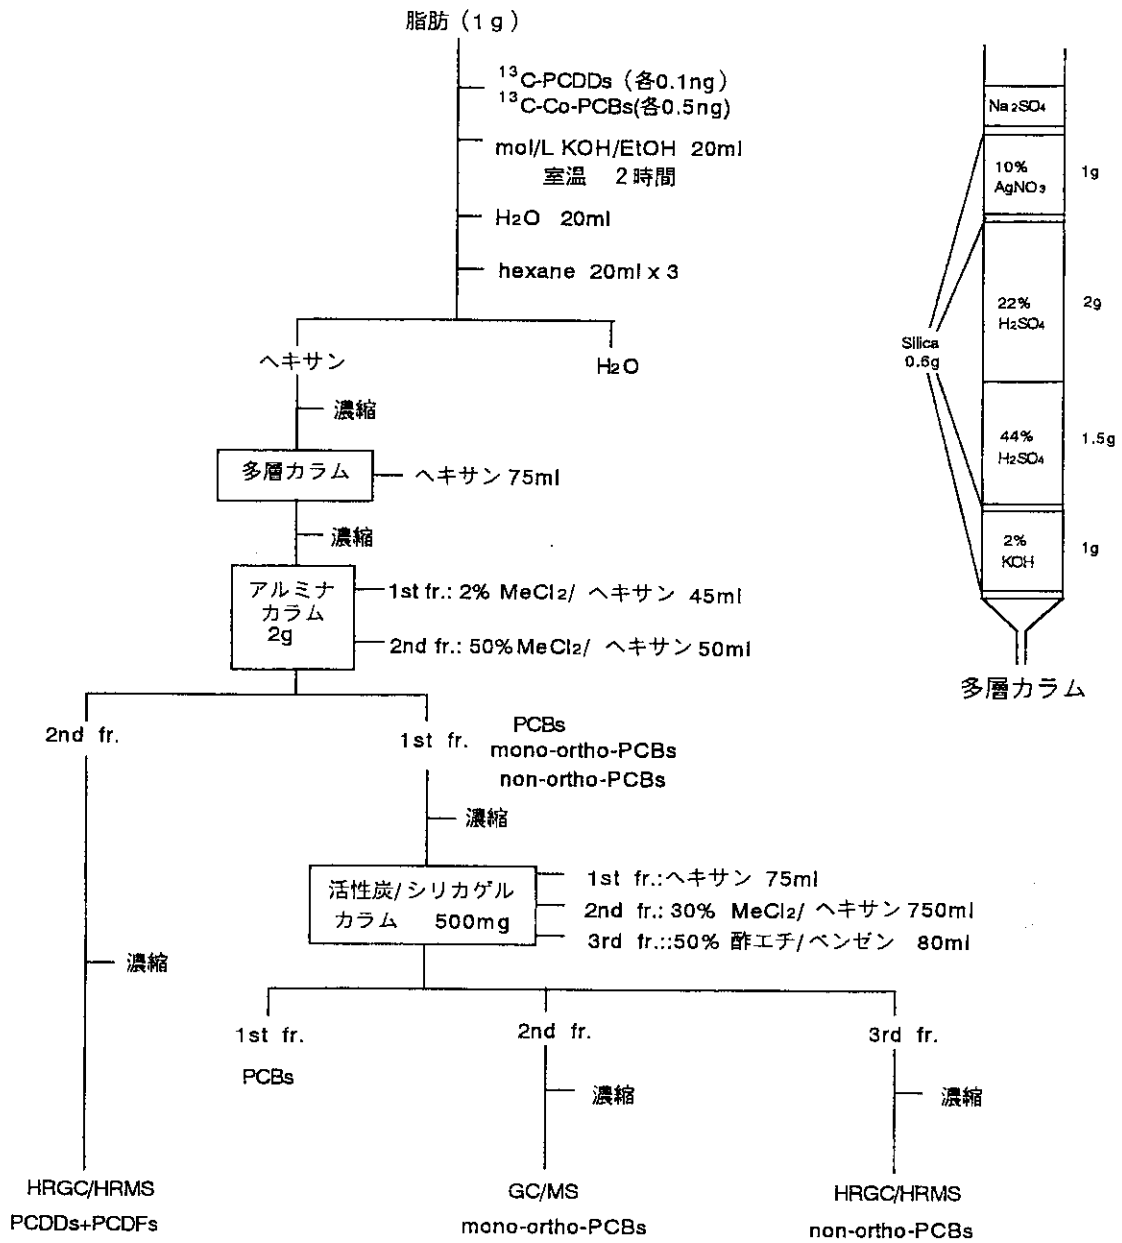 脂肪（1g）
¹³C-PCDDs（各0.1ng）
¹³C-Co-PCBs(各0.5ng)
mol/L KOH/EtOH 20ml
室温 2時間
H₂O 20ml
hexane 20ml x 3
ヘキサン
H₂O
濃縮
多層カラム
ヘキサン 75ml
濃縮
アルミナ
カラム
2g
1st fr.: 2% MeCl₂/ ヘキサン 45ml
2nd fr.: 50% MeCl₂/ ヘキサン 50ml
2nd fr.
1st fr.
PCBs
mono-ortho-PCBs
non-ortho-PCBs
濃縮
活性炭/シリカゲル
カラム 500mg
1st fr.:ヘキサン 75ml
2nd fr.: 30% MeCl₂/ ヘキサン 750ml
3rd fr.::50% 酢エチ/ベンゼン 80ml
濃縮
1st fr.
PCBs
2nd fr.
濃縮
3rd fr.
濃縮
HRGC/HRMS
PCDDs+PCDFs
GC/MS
mono-ortho-PCBs
HRGC/HRMS
non-ortho-PCBs
Na₂SO₄
10%
AgNO₃
1g
22%
H₂SO₄
2g
Silica
0.6g
44%
H₂SO₄
1.5g
2%
KOH
1g
多層カラム